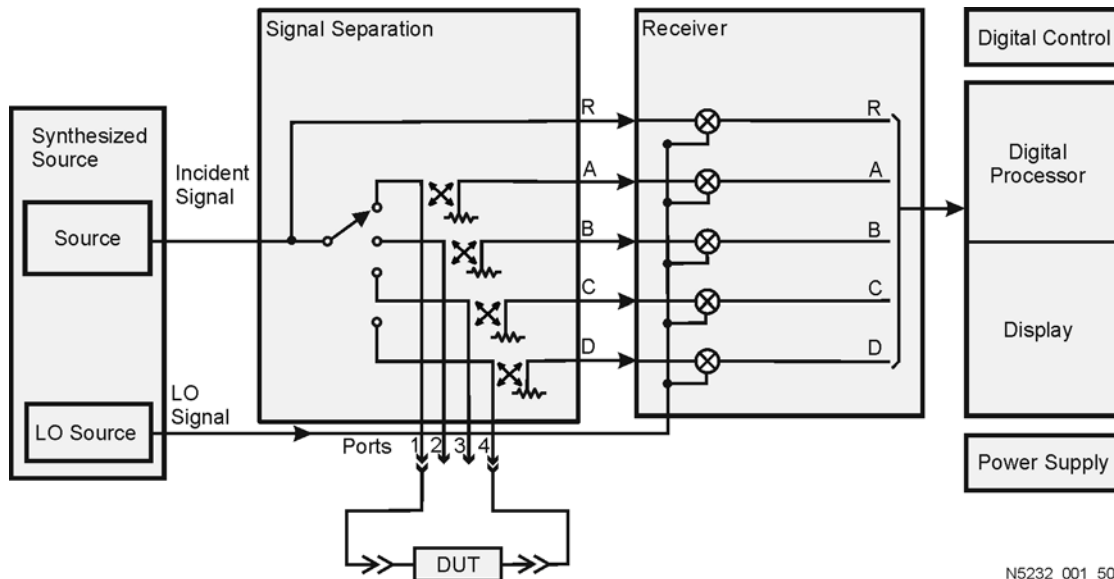 Signal Separation
Receiver
Digital Control
Synthesized
Source
Incident
Signal
Source
R
A
B
C
D
R
A
B
C
D
Digital
Processor
Display
LO
Signal
LO Source
Ports
1
2
3
4
Power Supply
DUT
N5232_001_50